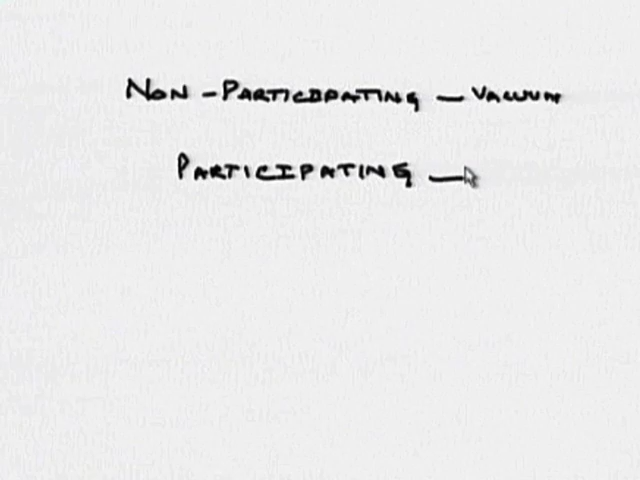 NON - PARTICIPATING — VACUUM
PARTICIPATING —